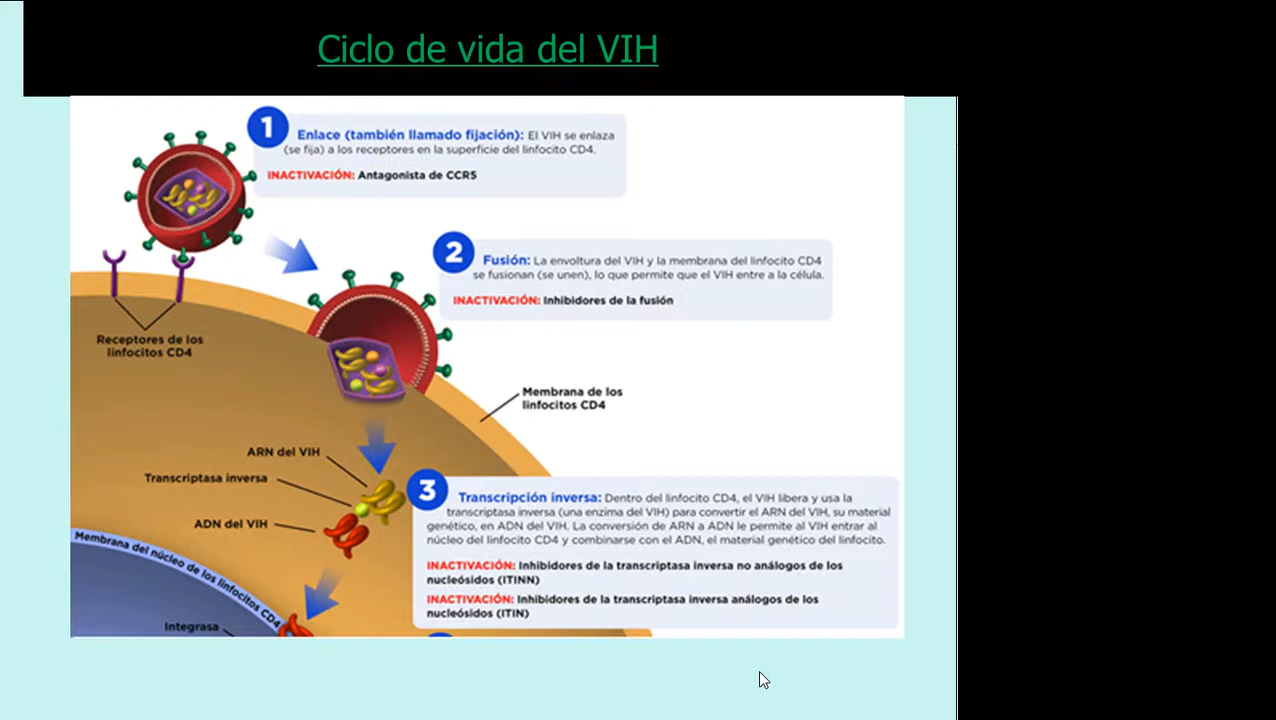 Ciclo de vida del VIH
1
Enlace (también llamado fijación): El VIH se enlaza
(se fija) a los receptores en la superficie del linfocito CD4.
INACTIVACIÓN: Antagonista de CCR5
2
Fusión: La envoltura del VIH y la membrana del linfocito CD4
se fusionan (se unen), lo que permite que el VIH entre a la célula.
INACTIVACIÓN: Inhibidores de la fusión
Receptores de los
linfocitos CD4
Membrana de los
linfocitos CD4
ARN del VIH
Transcriptasa inversa
ADN del VIH
3
Transcripción inversa: Dentro del linfocito CD4, el VIH libera y usa la
transcriptasa inversa (una enzima del VIH) para convertir el ARN del VIH, su material
genético, en ADN del VIH. La conversión de ARN a ADN le permite al VIH entrar al
núcleo del linfocito CD4 y combinarse con el ADN, el material genético del linfocito.
INACTIVACIÓN: Inhibidores de la transcriptasa inversa no análogos de los
nucleósidos (ITINN)
INACTIVACIÓN: Inhibidores de la transcriptasa inversa análogos de los
nucleósidos (ITIN)
Membrana del núcleo de los linfocitos CD4
Integrasa